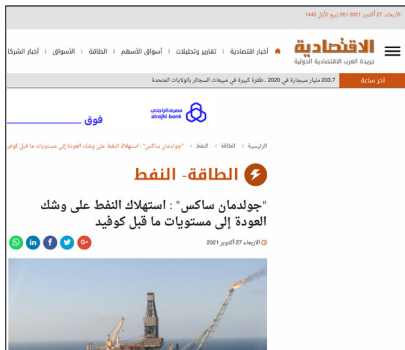 الأربعاء, 27 أكتوبر 2021 | 20 ربيع الأول 1443
الاقتصادية
جريدة العرب الاقتصادية الدولية
أخبار اقتصادية | تقارير وتحليلات | أسواق الأسهم | الطاقة | الأسواق | أخبار الشركا
آخر ساعة
203.7 مليار سيجارة في 2020 ..طفرة كبيرة في مبيعات السجائر بالولايات المتحدة
مصرف الراجحي
alrajhi bank
فوق
الرئيسية › الطاقة › النفط › "جولدمان ساكس" : استهلاك النفط على وشك العودة إلى مستويات ما قبل كوفيد
الطاقة- النفط
"جولدمان ساكس" : استهلاك النفط على وشك
العودة إلى مستويات ما قبل كوفيد
الاربعاء 27 أكتوبر 2021